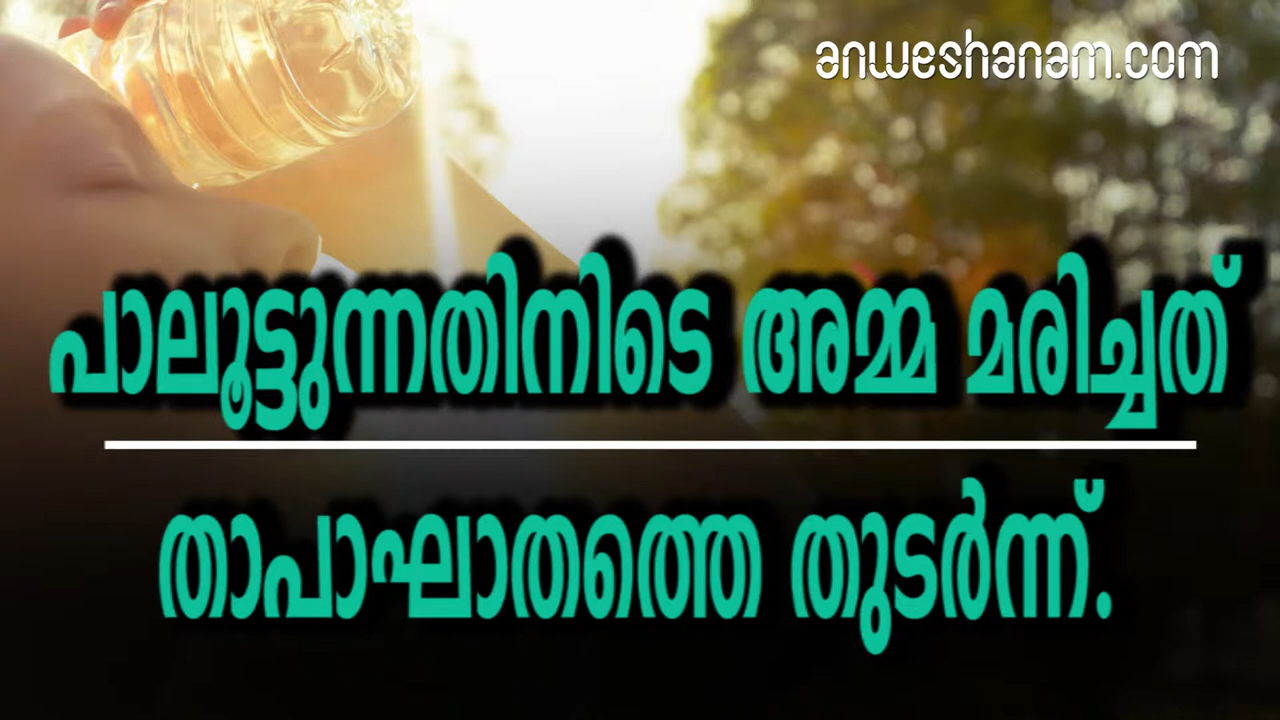 anweshanam.com
പാലൂട്ടുന്നതിനിടെ അമ്മ മരിച്ചത്
താപാഘാതത്തെ തുടർന്ന്.